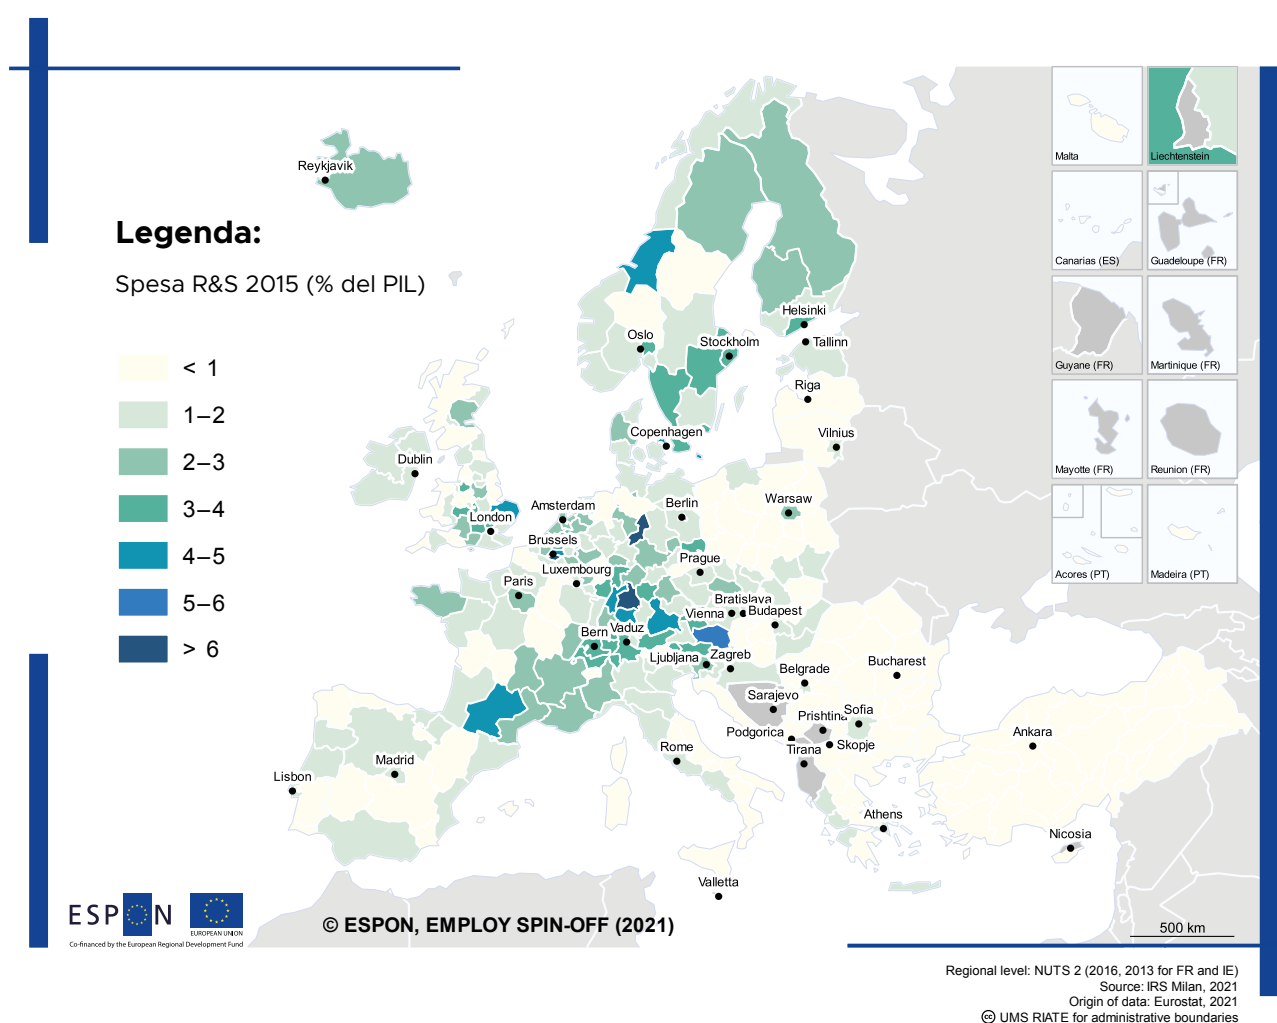 Reykjavik
Legenda:
Spesa R&S 2015 (% del PIL)
< 1
1–2
2–3
3–4
4–5
5–6
> 6
Malta
Liechtenstein
Canarias (ES)
Guadeloupe (FR)
Guyane (FR)
Martinique (FR)
Mayotte (FR)
Reunion (FR)
Acores (PT)
Madeira (PT)
Helsinki
Oslo
Stockholm
Tallinn
Riga
Copenhagen
Vilnius
Dublin
Amsterdam
Berlin
Warsaw
London
Brussels
Luxembourg
Prague
Paris
Bratislava
Vienna
Budapest
Bern
Vaduz
Ljubljana
Zagreb
Belgrade
Bucharest
Sarajevo
Prishtina
Sofia
Podgorica
Tirana
Skopje
Ankara
Rome
Madrid
Lisbon
Athens
Nicosia
Valletta
ESPON
EUROPEAN UNION
Co-financed by the European Regional Development Fund
© ESPON, EMPLOY SPIN-OFF (2021)
500 km
Regional level: NUTS 2 (2016, 2013 for FR and IE)
Source: IRS Milan, 2021
Origin of data: Eurostat, 2021
🄯 UMS RIATE for administrative boundaries